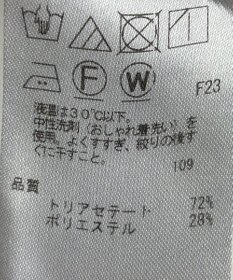 F
W
F23
液温は30℃以下。
中性洗剤(おしゃれ着洗い)を
使用。よくすすぎ、絞りの後す
ぐに干すこと。
109
品質
トリアセテート 72%
ポリエステル 28%